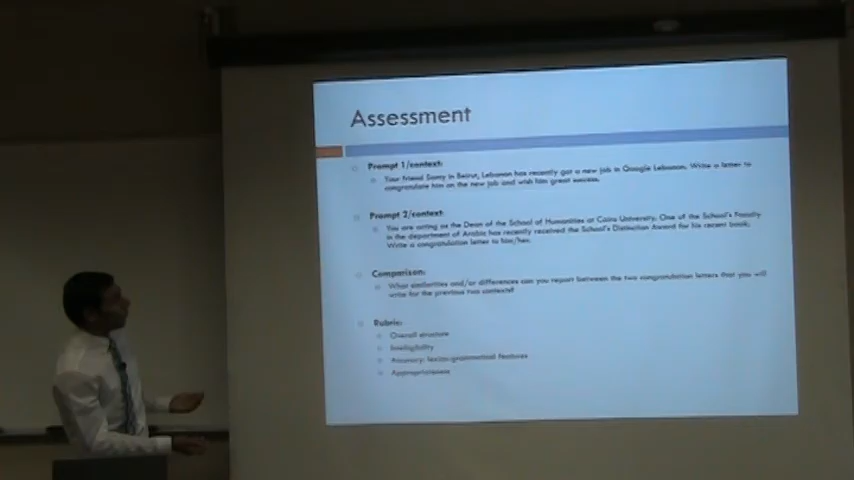 Assessment
Prompt 1/context:
Your friend Samy in Beirut, Lebanon has recently got a new job in Google Lebanon. Write a letter to
congratulate him on the new job and wish him great success.
Prompt 2/context:
You are acting as the Dean of the School of Humanities at Cairo University. One of the School's Faculty
in the department of Arabic has recently received the School's Distinction Award for his recent book.
Write a congratulation letter to him/her.
Comparison:
What similarities and/or differences can you report between the two congratulation letters that you will
write for the previous two contexts?
Rubric:
Overall structure
Intelligibility
Accuracy: lexico-grammatical features
Appropriateness